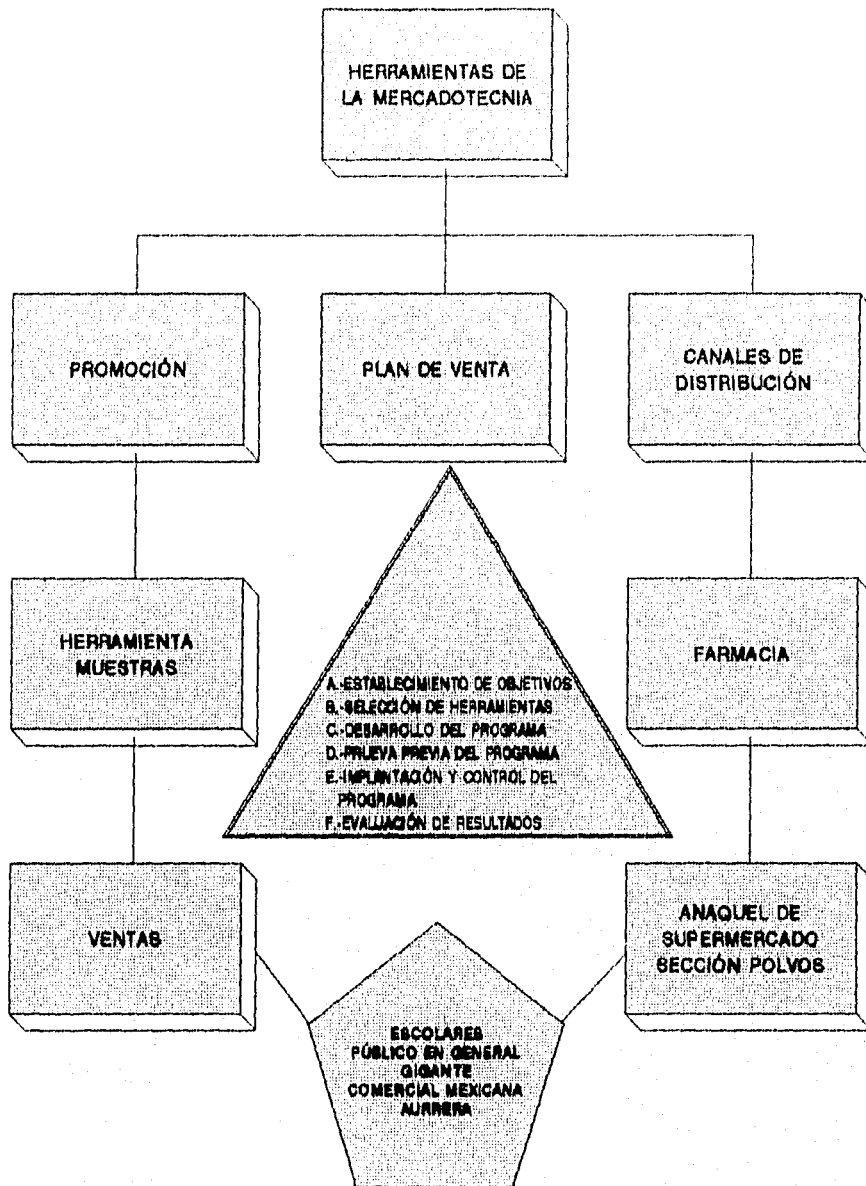 HERRAMIENTAS DE
LA MERCADOTECNIA
PROMOCIÓN
PLAN DE VENTA
CANALES DE
DISTRIBUCIÓN
HERRAMIENTA
MUESTRAS
A.-ESTABLECIMIENTO DE OBJETIVOS
B.-SELECCIÓN DE HERRAMIENTAS
C.-DESARROLLO DEL PROGRAMA
D.-PRUEVA PREVIA DEL PROGRAMA
E.-IMPLANTACIÓN Y CONTROL DEL
PROGRAMA
F.-EVALUACIÓN DE RESULTADOS
FARMACIA
VENTAS
ANAQUEL DE
SUPERMERCADO
SECCIÓN POLVOS
ESCOLARES
PÚBLICO EN GENERAL
GIGANTE
COMERCIAL MEXICANA
AURRERA